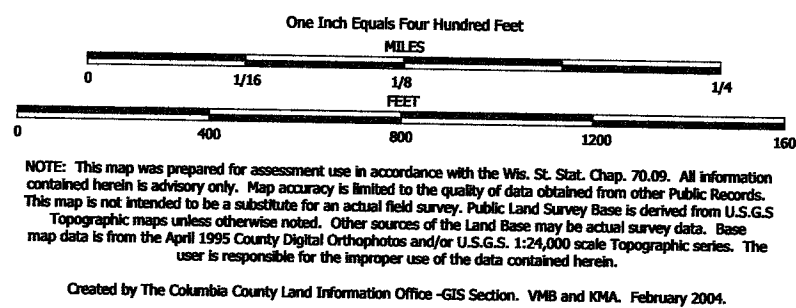 One Inch Equals Four Hundred Feet
MILES
0 1/16 1/8 1/4
FEET
0 400 800 1200 160
NOTE: This map was prepared for assessment use in accordance with the Wis. St. Stat. Chap. 70.09. All information
contained herein is advisory only. Map accuracy is limited to the quality of data obtained from other Public Records.
This map is not intended to be a substitute for an actual field survey. Public Land Survey Base is derived from U.S.G.S
Topographic maps unless otherwise noted. Other sources of the Land Base may be actual survey data. Base
map data is from the April 1995 County Digital Orthophotos and/or U.S.G.S. 1:24,000 scale Topographic series. The
user is responsible for the improper use of the data contained herein.
Created by The Columbia County Land Information Office -GIS Section. VMB and KMA. February 2004.